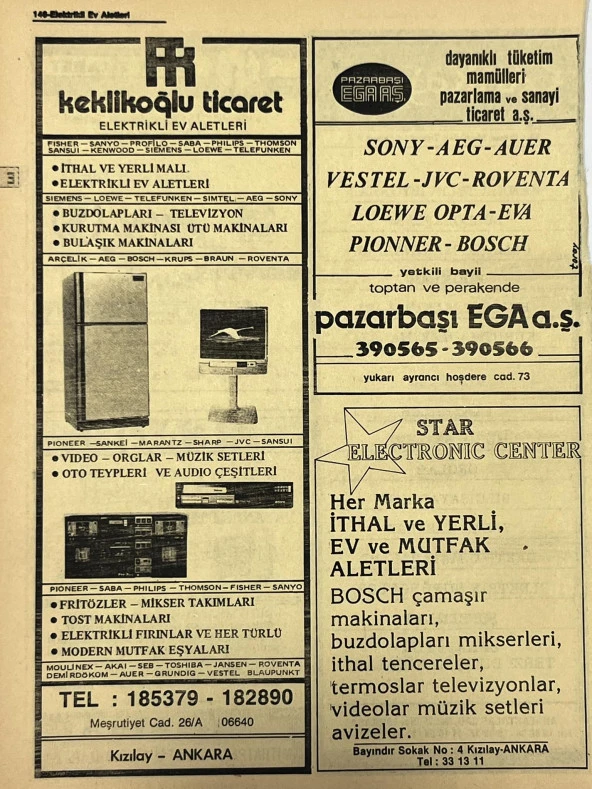 146-Elektrikli Ev Aletleri
keklikoğlu ticaret
ELEKTRİKLİ EV ALETLERİ
FISHER – SANYO – PROFİLO – SABA – PHILIPS – THOMSON
SANSUI – KENWOOD – SIEMENS – LOEWE – TELEFUNKEN
• İTHAL VE YERLİ MALI.
• ELEKTRİKLİ EV ALETLERİ
SIEMENS – LOEWE – TELEFUNKEN – SIMTEL – AEG – SONY
• BUZDOLAPLARI – TELEVİZYON
• KURUTMA MAKİNASI ÜTÜ MAKİNALARI
• BULAŞIK MAKİNALARI
ARÇELİK – AEG – BOSCH – KRUPS – BRAUN – ROVENTA
PIONEER – SANKEİ – MARANTZ – SHARP – JVC – SANSUI
• VİDEO – ORGLAR – MÜZİK SETLERİ
• OTO TEYPLERİ VE AUDIO ÇEŞİTLERİ
PIONEER – SABA – PHILIPS – THOMSON – FISHER – SANYO
• FRİTÖZLER – MİKSER TAKIMLARI
• TOST MAKİNALARI
• ELEKTRİKLİ FIRINLAR VE HER TÜRLÜ
• MODERN MUTFAK EŞYALARI
MOULINEX – AKAI – SEB – TOSHIBA – JANSEN – ROVENTA
DEMİRDÖKÜM – AUER – GRUNDIG – VESTEL BLAUPUNKT
TEL : 185379 - 182890
Meşrutiyet Cad. 26/A 06640
Kızılay – ANKARA
PAZARBAŞI
EGA A.Ş.
dayanıklı tüketim
mamülleri
pazarlama ve sanayi
ticaret a.ş.
SONY - AEG - AUER
VESTEL - JVC - ROVENTA
LOEWE OPTA - EVA
PIONNER - BOSCH
yetkili bayii
toptan ve perakende
pazarbaşı EGA a.ş.
390565 - 390566
yukarı ayrancı hoşdere cad. 73
STAR
ELECTRONIC CENTER
Her Marka
İTHAL ve YERLİ,
EV ve MUTFAK
ALETLERİ
BOSCH çamaşır
makinaları,
buzdolapları mikserleri,
ithal tencereler,
termoslar televizyonlar,
videolar müzik setleri
avizeler.
Bayındır Sokak No : 4 Kızılay-ANKARA
Tel : 33 13 11